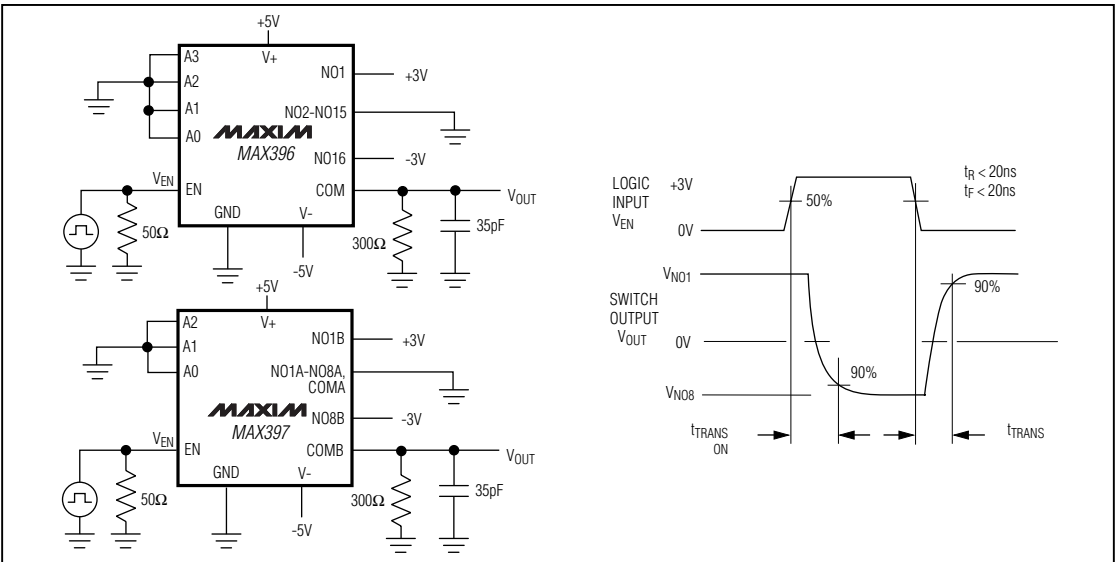 +5V
V+
A3
A2
A1
A0
NO1
+3V
NO2-NO15
MAXIM
MAX396
NO16
-3V
VEN
EN
COM
VOUT
GND
V-
50Ω
-5V
300Ω
35pF
+5V
V+
A2
A1
A0
NO1B
+3V
NO1A-NO8A,
COMA
MAXIM
MAX397
NO8B
-3V
VEN
EN
COMB
VOUT
GND
V-
50Ω
-5V
300Ω
35pF
LOGIC
INPUT
VEN
+3V
0V
50%
tR < 20ns
tF < 20ns
VNO1
SWITCH
OUTPUT
VOUT
0V
90%
90%
VNO8
tTRANS
ON
tTRANS